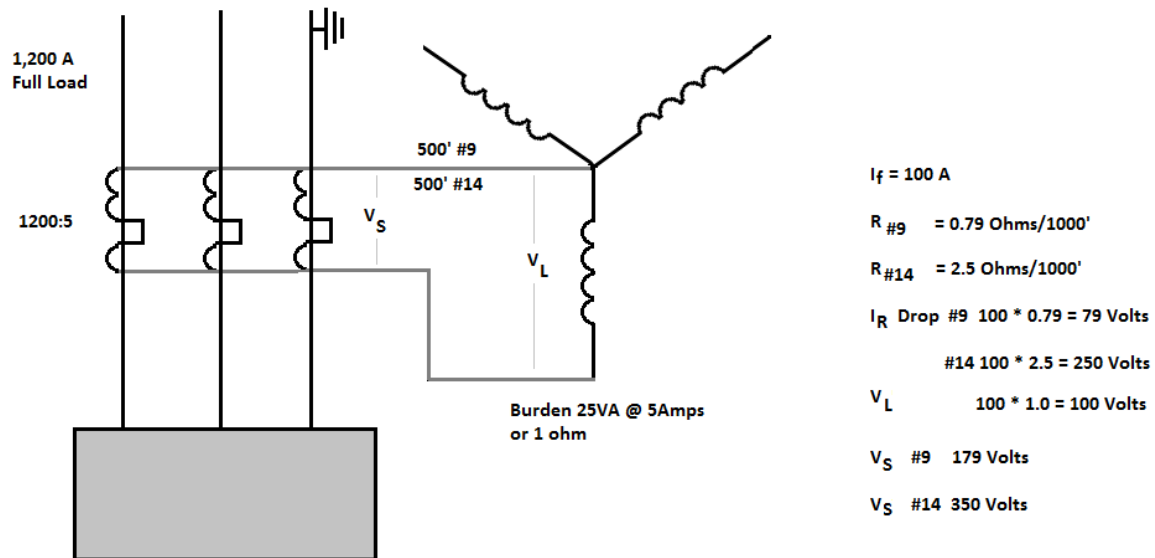 1,200 A
Full Load
500' #9
500' #14
1200:5
VS
VL
Burden 25VA @ 5Amps
or 1 ohm
If = 100 A
R #9 = 0.79 Ohms/1000'
R#14 = 2.5 Ohms/1000'
IR Drop #9 100 * 0.79 = 79 Volts
#14 100 * 2.5 = 250 Volts
VL 100 * 1.0 = 100 Volts
VS #9 179 Volts
VS #14 350 Volts